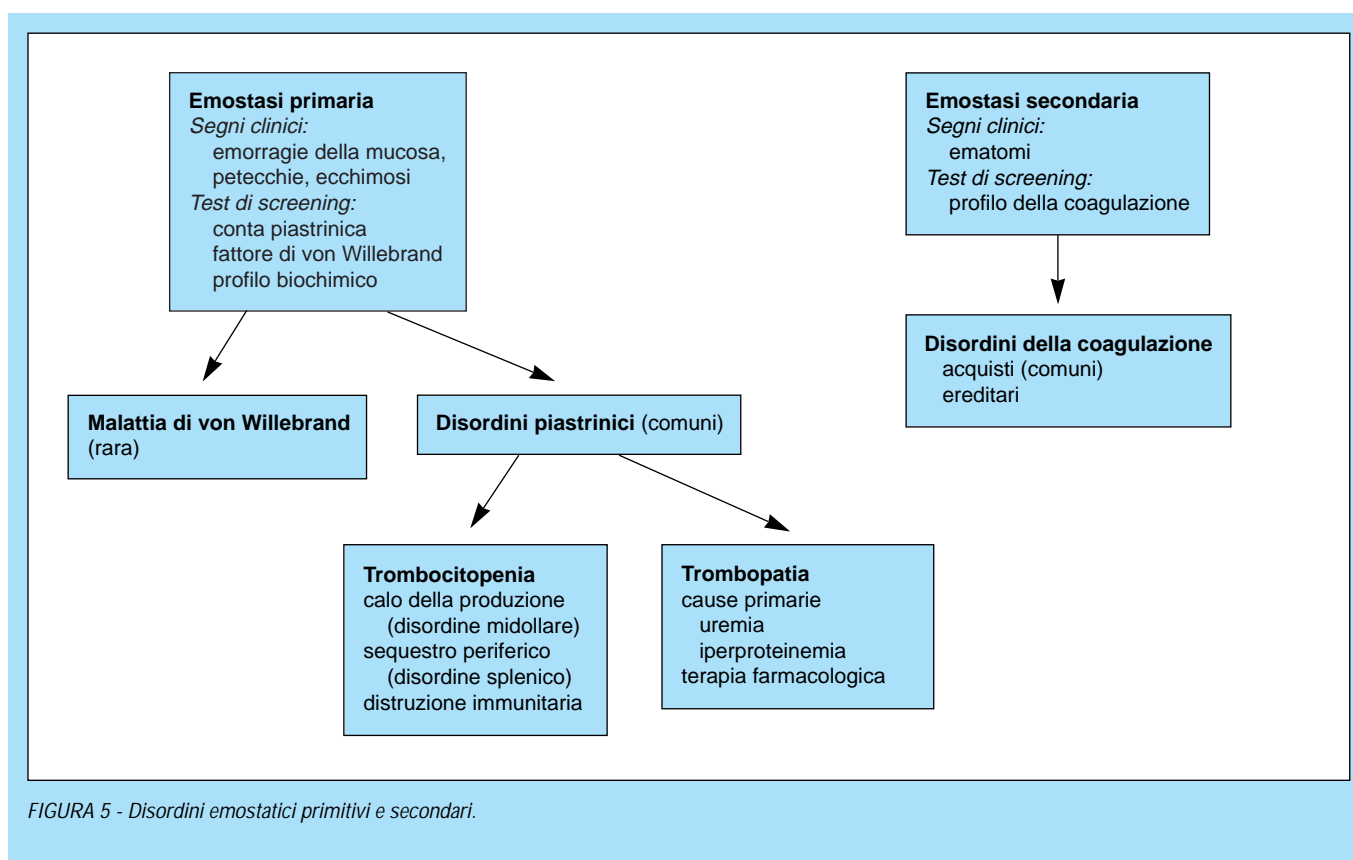 Emostasi primaria
Segni clinici:
emorragie della mucosa,
petecchie, ecchimosi
Test di screening:
conta piastrinica
fattore di von Willebrand
profilo biochimico
Emostasi secondaria
Segni clinici:
ematomi
Test di screening:
profilo della coagulazione
Disordini della coagulazione
acquisti (comuni)
ereditari
Malattia di von Willebrand
(rara)
Disordini piastrinici (comuni)
Trombocitopenia
calo della produzione
(disordine midollare)
sequestro periferico
(disordine splenico)
distruzione immunitaria
Trombopatia
cause primarie
uremia
iperproteinemia
terapia farmacologica
FIGURA 5 - Disordini emostatici primitivi e secondari.